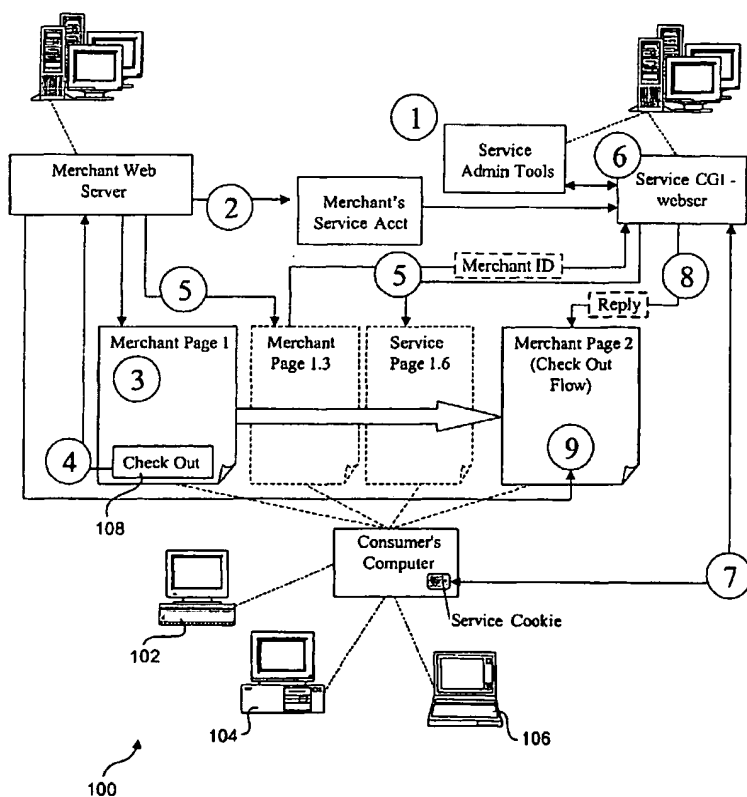 1
Merchant Web
Server
Service
Admin Tools
6
Service CGI -
webscr
2
Merchant's
Service Acct
5
5
Merchant ID
8
Reply
Merchant Page 1
3
Merchant
Page 1.3
Service
Page 1.6
Merchant Page 2
(Check Out
Flow)
4
Check Out
9
108
Consumer's
Computer
7
Service Cookie
102
104
106
100